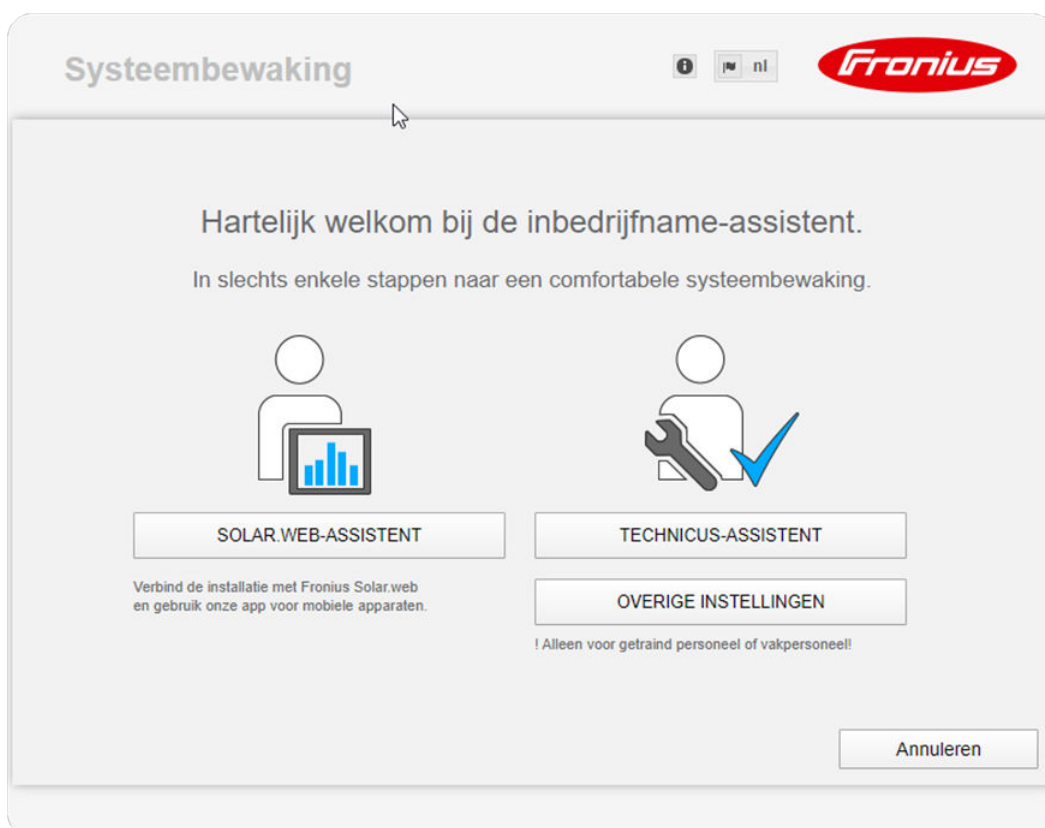 Systeembewaking
nl
Fronius
Hartelijk welkom bij de inbedrijfname-assistent.
In slechts enkele stappen naar een comfortabele systeembewaking.
SOLAR.WEB-ASSISTENT
Verbind de installatie met Fronius Solar.web
en gebruik onze app voor mobiele apparaten.
TECHNICUS-ASSISTENT
OVERIGE INSTELLINGEN
! Alleen voor getraind personeel of vakpersoneel!
Annuleren